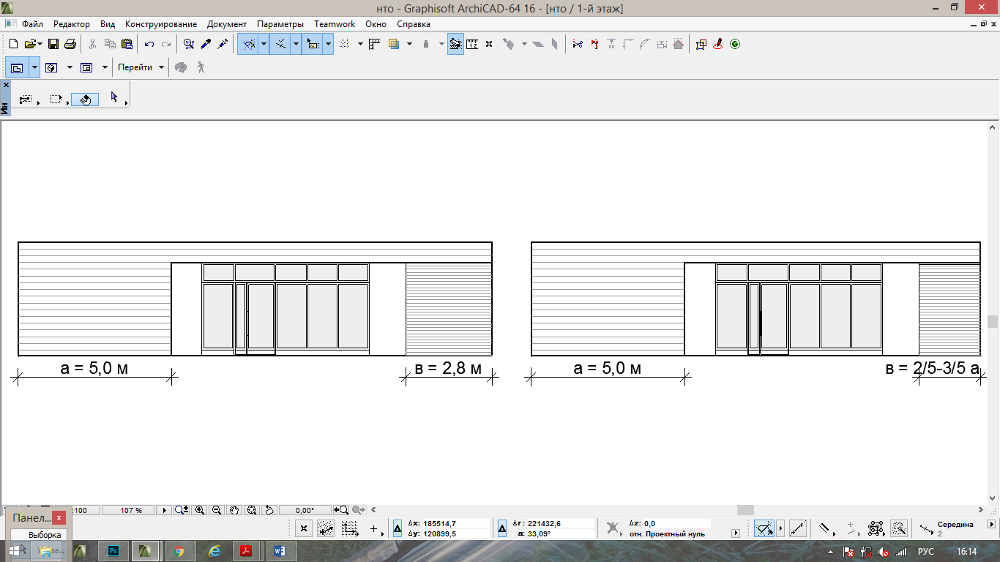 нто - Graphisoft ArchiCAD-64 16 - [нто / 1-й этаж]
Файл Редактор Вид Конструирование Документ Параметры Teamwork Окно Справка
Перейти
Ин
a = 5,0 м
в = 2,8 м
a = 5,0 м
в = 2/5-3/5 a
:100
107 %
0,00°
Панел...
Выборка
Δx: 185514,7
Δy: 120899,5
Δr: 221432,6
a: 33,09°
Δz: 0,0
отн. Проектный нуль
Середина
2
Ps
РУС
16:14